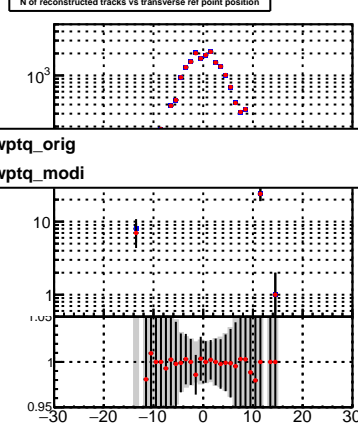 N of reconstructed tracks vs transverse ref point position
10³
wptq_orig
wptq_modi
10
1
1.05
1
0.95
−30 −20 −10 0 10 20 30